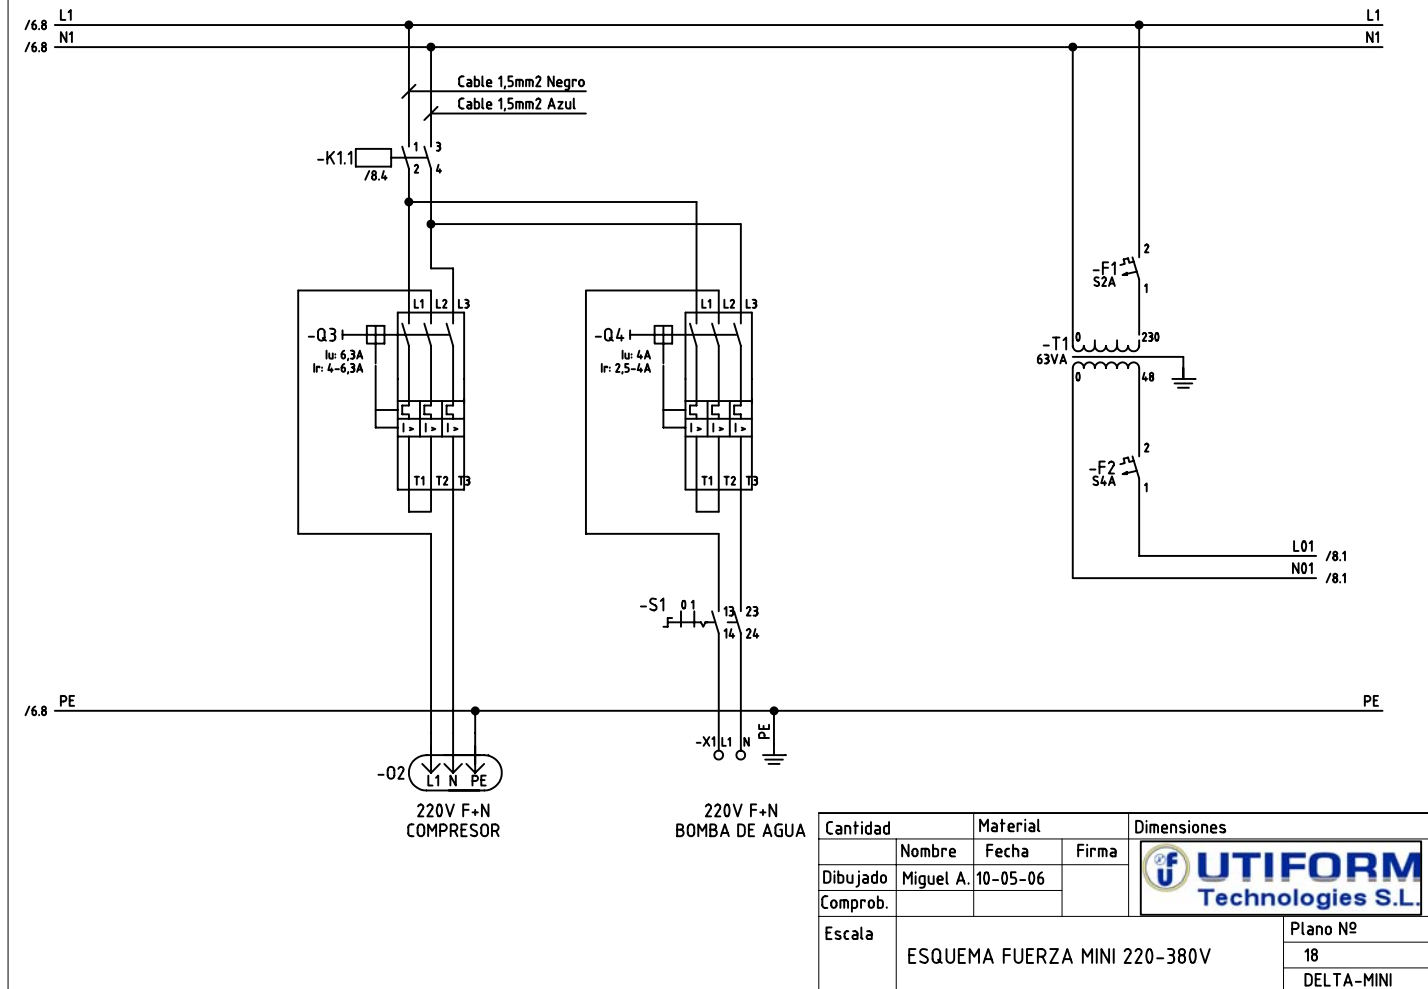 L1
L1
/6.8
N1
N1
/6.8
Cable 1,5mm2 Negro
Cable 1,5mm2 Azul
-K1.1
/8.4
1 3
2 4
-F1
S2A
2
1
L1 L2 L3
-Q3
Iu: 6,3A
Ir: 4-6,3A
I> I> I>
T1 T2 T3
L1 L2 L3
-Q4
Iu: 4A
Ir: 2,5-4A
I> I> I>
T1 T2 T3
-T1
63VA
0 230
0 48
-F2
S4A
2
1
L01 /8.1
N01 /8.1
-S1 0 1
13 23
14 24
/6.8 PE
PE
-X1 L1 N
PE
-02
L1 N PE
220V F+N
COMPRESOR
220V F+N
BOMBA DE AGUA
Cantidad Material Dimensiones
Nombre Fecha Firma
Dibujado Miguel A. 10-05-06
Comprob.
UTIFORM
Technologies S.L.
Escala
ESQUEMA FUERZA MINI 220-380V
Plano Nº
18
DELTA-MINI